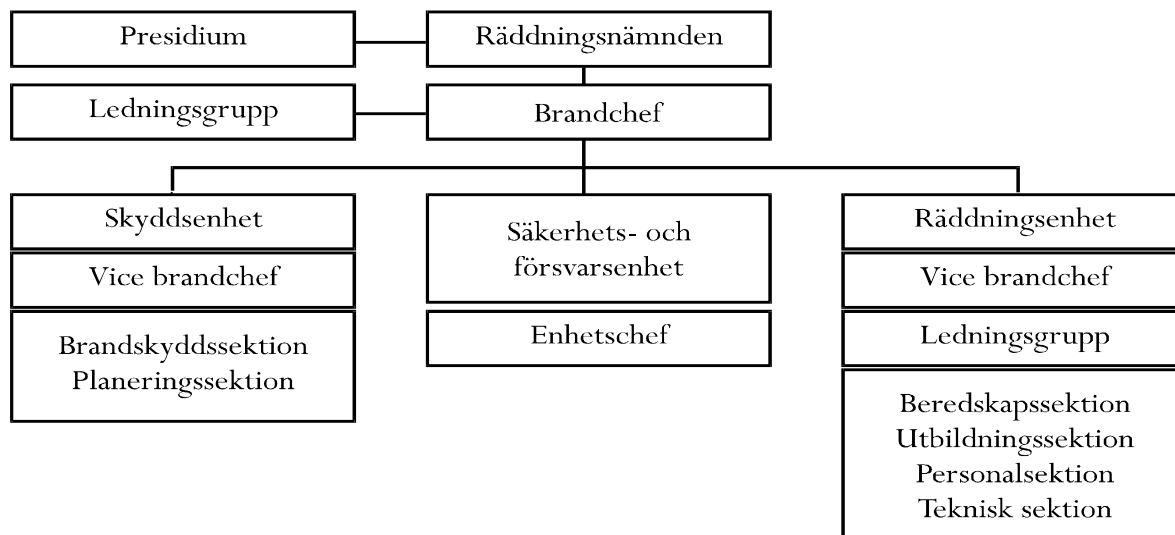 Presidium
Räddningsnämnden
Ledningsgrupp
Brandchef
Skyddsenhet
Vice brandchef
Brandskyddssektion
Planeringssektion
Säkerhets- och
försvarsenhet
Enhetschef
Räddningsenhet
Vice brandchef
Ledningsgrupp
Beredskapssektion
Utbildningssektion
Personalsektion
Teknisk sektion